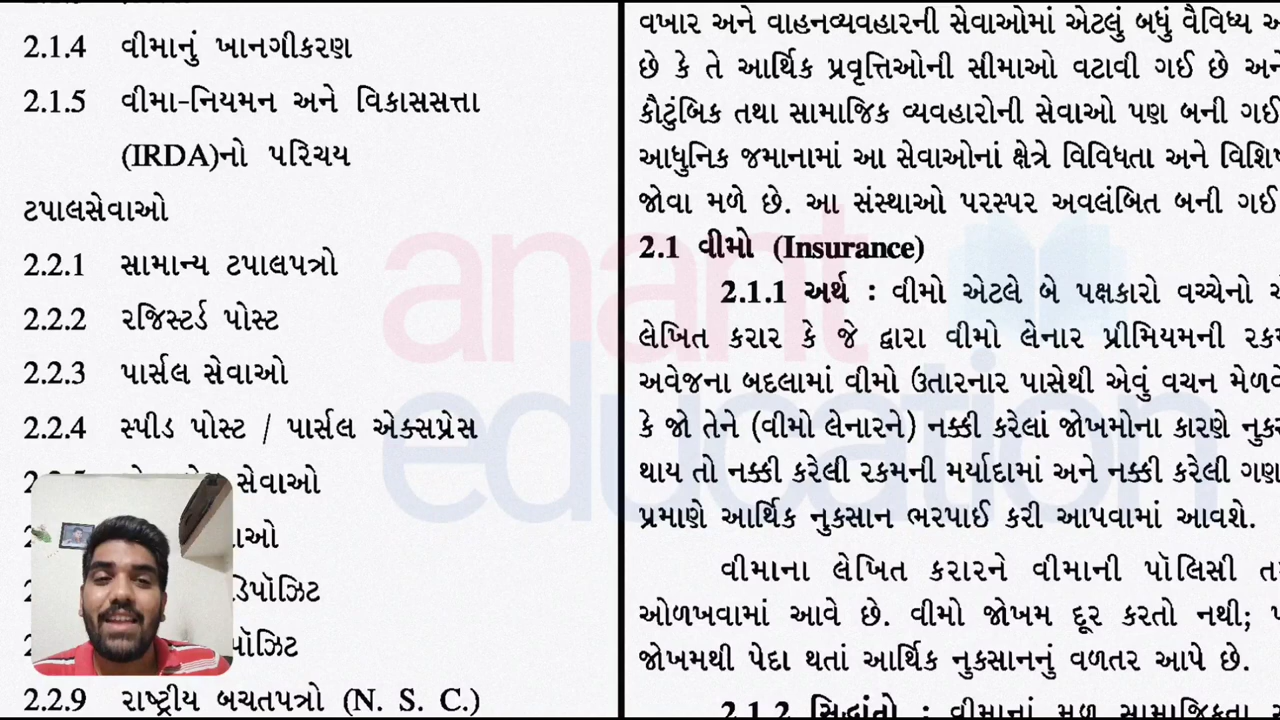 2.1.4 વીમાનું ખાનગીકરણ
2.1.5 વીમા-નિયમન અને વિકાસસત્તા
(IRDA)નો પરિચય
ટપાલસેવાઓ
2.2.1 સામાન્ય ટપાલપત્રો
2.2.2 રજિસ્ટર્ડ પોસ્ટ
2.2.3 પાર્સલ સેવાઓ
2.2.4 સ્પીડ પોસ્ટ / પાર્સલ એક્સપ્રેસ
સેવાઓ
2.2.9 રાષ્ટ્રીય બચતપત્રો (N. S. C.)
વખાર અને વાહનવ્યવહારની સેવાઓમાં એટલું બધું વૈવિધ્ય
છે કે તે આર્થિક પ્રવૃત્તિઓની સીમાઓ વટાવી ગઈ છે
કૌટુંબિક તથા સામાજિક વ્યવહારોની સેવાઓ પણ બની ગઈ
આધુનિક જમાનામાં આ સેવાઓનાં ક્ષેત્રે વિવિધતા અને
જોવા મળે છે. આ સંસ્થાઓ પરસ્પર અવલંબિત બની ગઈ
2.1 વીમો (Insurance)
2.1.1 અર્થ : વીમો એટલે બે પક્ષકારો વચ્ચેનો
લેખિત કરાર કે જે દ્વારા વીમો લેનાર પ્રીમિયમની
અવેજના બદલામાં વીમો ઉતારનાર પાસેથી એવું વચન
કે જો તેને (વીમો લેનારને) નક્કી કરેલાં જોખમોના કારણે
થાય તો નક્કી કરેલી રકમની મર્યાદામાં અને નક્કી કરેલી
પ્રમાણે આર્થિક નુકસાન ભરપાઈ કરી આપવામાં આવશે.
વીમાના લેખિત કરારને વીમાની પૉલિસી
ઓળખવામાં આવે છે. વીમો જોખમ દૂર કરતો નથી;
જોખમથી પેદા થતાં આર્થિક નુકસાનનું વળતર આપે છે.
2.1.2 સિદ્ધાંતો : વીમાનાં મૂળ સામાજિકતા
anant
education